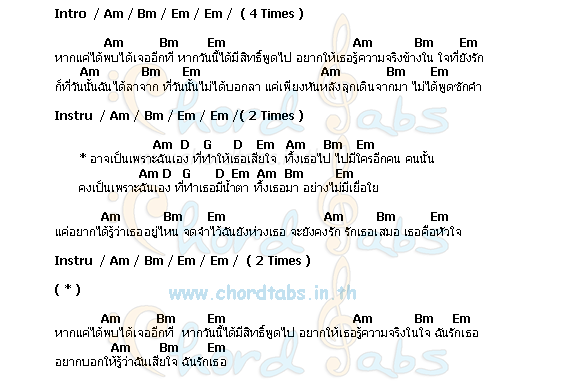 Intro / Am / Bm / Em / Em / ( 4 Times )
Am Bm Em Am Bm Em
หากแค่ได้พบได้เจออีกที หากวันนี้ได้มีสิทธิ์พูดไป อยากให้เธอรู้ความจริงข้างใน ใจที่ยังรัก
Am Bm Em Am Bm Em
ก็ที่วันนั้นฉันได้ลาจาก ที่วันนั้นไม่ได้บอกลา แค่เพียงหันหลังลุกเดินจากมา ไม่ได้พูดซักคำ
Instru / Am / Bm / Em / Em /( 2 Times )
Am D G D Em Am Bm Em
* อาจเป็นเพราะฉันเอง ที่ทำให้เธอเสียใจ ทิ้งเธอไป ไปมีใครอีกคน คนนั้น
Am D G D Em Am Bm Em
คงเป็นเพราะฉันเอง ที่ทำเธอมีน้ำตา ทิ้งเธอมา อย่างไม่มีเยื่อใย
Am Bm Em Am Bm Em
แค่อยากได้รู้ว่าเธออยู่ไหน จดจำไว้ฉันยังห่วงเธอ จะยังคงรัก รักเธอเสมอ เธอคือหัวใจ
Instru / Am / Bm / Em / Em / ( 2 Times )
( * )
www.chordtabs.in.th
Am Bm Em Am Bm Em
หากแค่ได้พบได้เจออีกที หากวันนี้ได้มีสิทธิ์พูดไป อยากให้เธอรู้ความจริงในใจ ฉันรักเธอ
Am Bm Em
อยากบอกให้รู้ว่าฉันเสียใจ ฉันรักเธอ
Chord Tabs